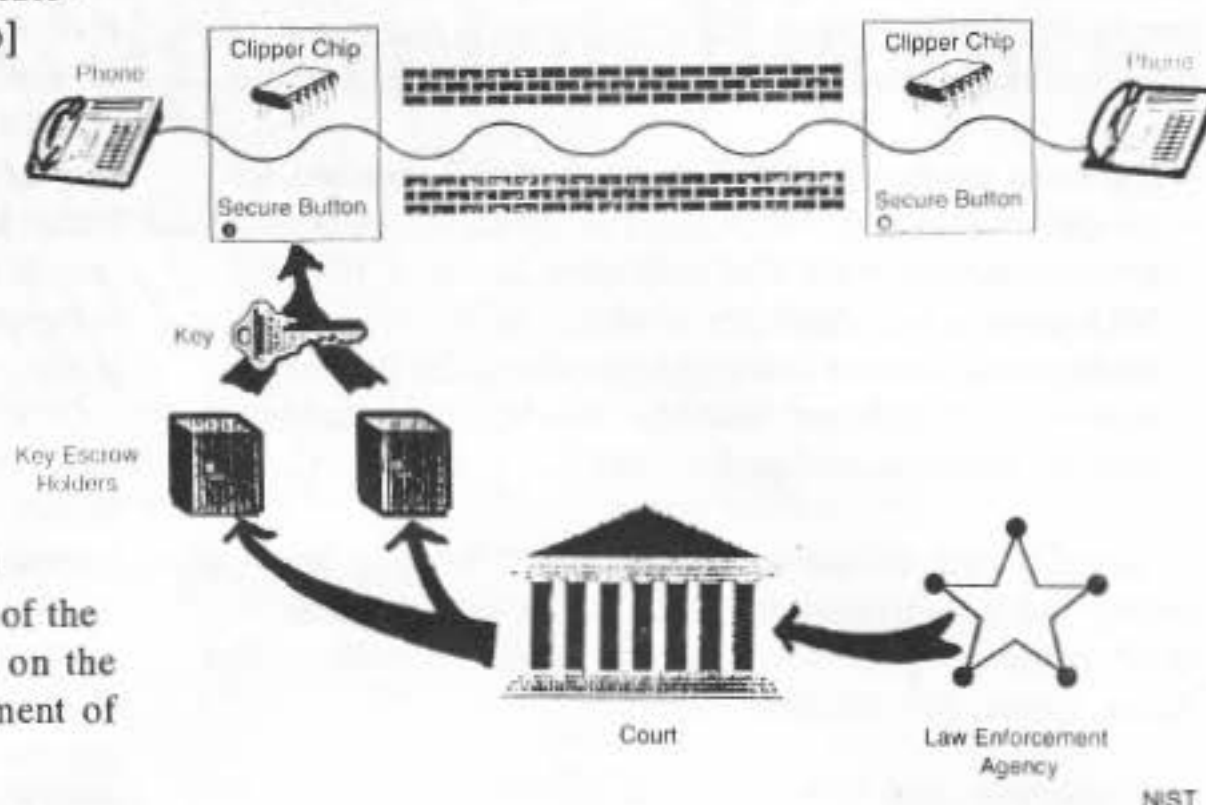 ]
Clipper Chip
Clipper Chip
Phone
Phone
Secure Button
Secure Button
Key
Key Escrow
Holders
of the
on the
ment of
Court
Law Enforcement
Agency
NIST